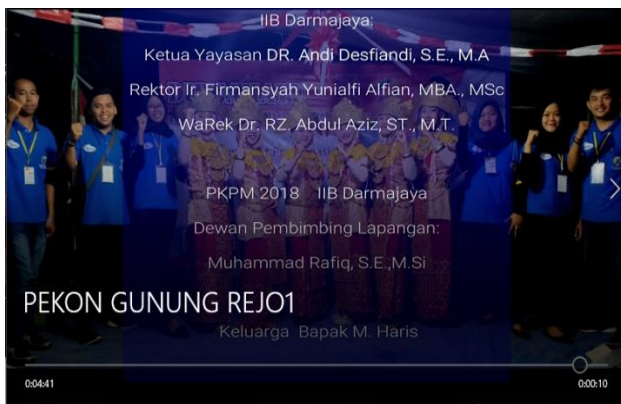 IIB Darmajaya:
Ketua Yayasan DR. Andi Desfiandi, S.E., M.A
Rektor Ir. Firmansyah Yunialfi Alfian, MBA., MSc
WaRek Dr. RZ. Abdul Aziz, ST., M.T.
PKPM 2018 IIB Darmajaya
Dewan Pembimbing Lapangan:
Muhammad Rafiq, S.E.,M.Si
PEKON GUNUNG REJO1
Keluarga Bapak M. Haris
0:04:41 0:00:10